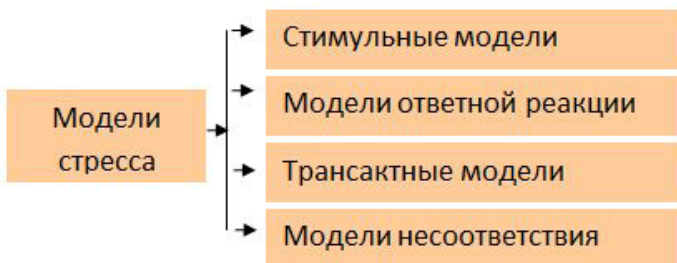 Модели
стресса
Стимульные модели
Модели ответной реакции
Трансактные модели
Модели несоответствия